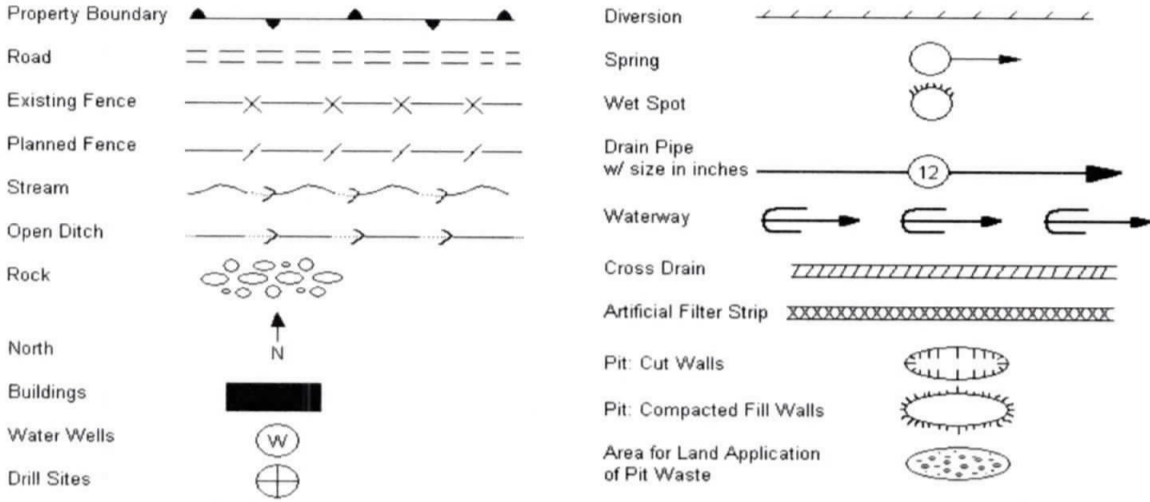 Property Boundary
Road
Existing Fence
Planned Fence
Stream
Open Ditch
Rock
North
N
Buildings
Water Wells
W
Drill Sites
Diversion
Spring
Wet Spot
Drain Pipe
w/ size in inches
12
Waterway
Cross Drain
Artificial Filter Strip
Pit: Cut Walls
Pit: Compacted Fill Walls
Area for Land Application
of Pit Waste